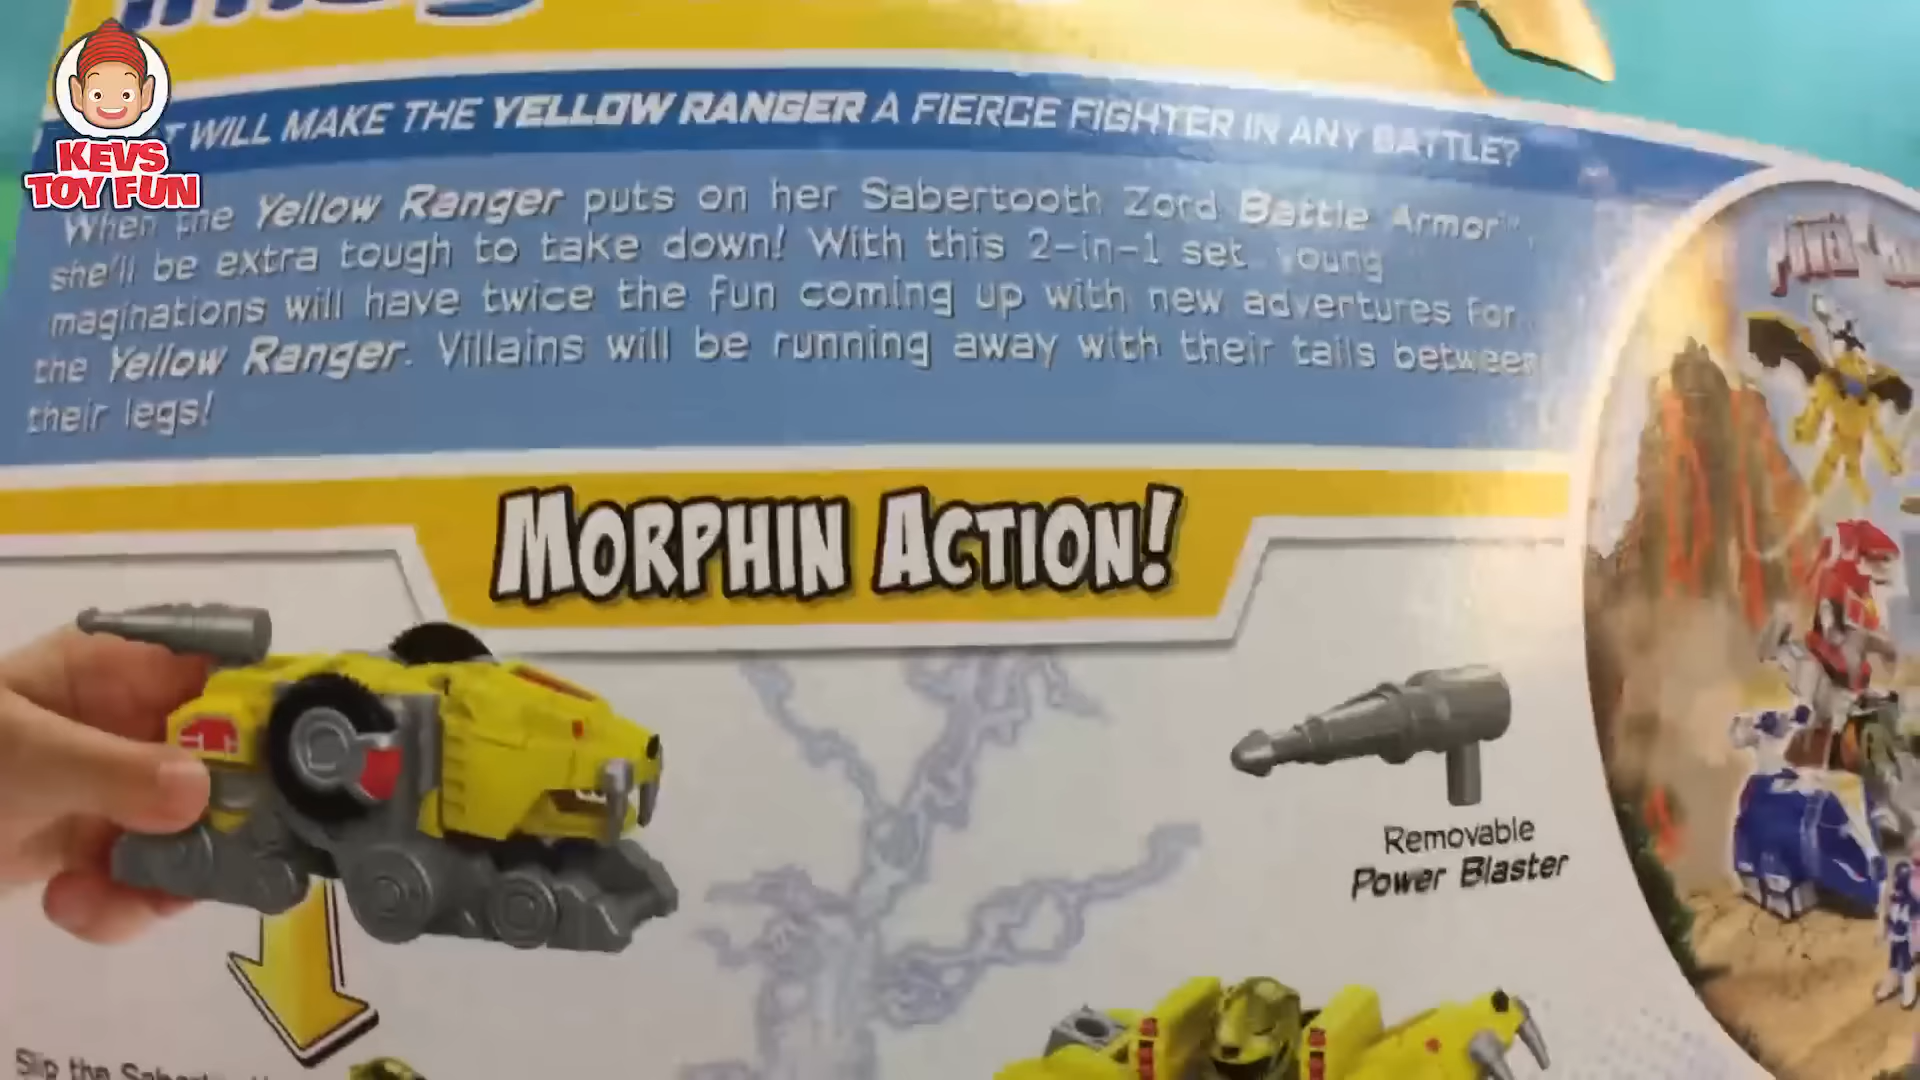 KEVS
TOY FUN
WILL MAKE THE YELLOW RANGER A FIERCE FIGHTER IN ANY BATTLE?
When the Yellow Ranger puts on her Sabertooth Zord Battle Armor™,
she'll be extra tough to take down! With this 2-in-1 set, young
maginations will have twice the fun coming up with new adventures for
the Yellow Ranger. Villains will be running away with their tails between
their legs!
MORPHIN ACTION!
Removable
Power Blaster
Slip the